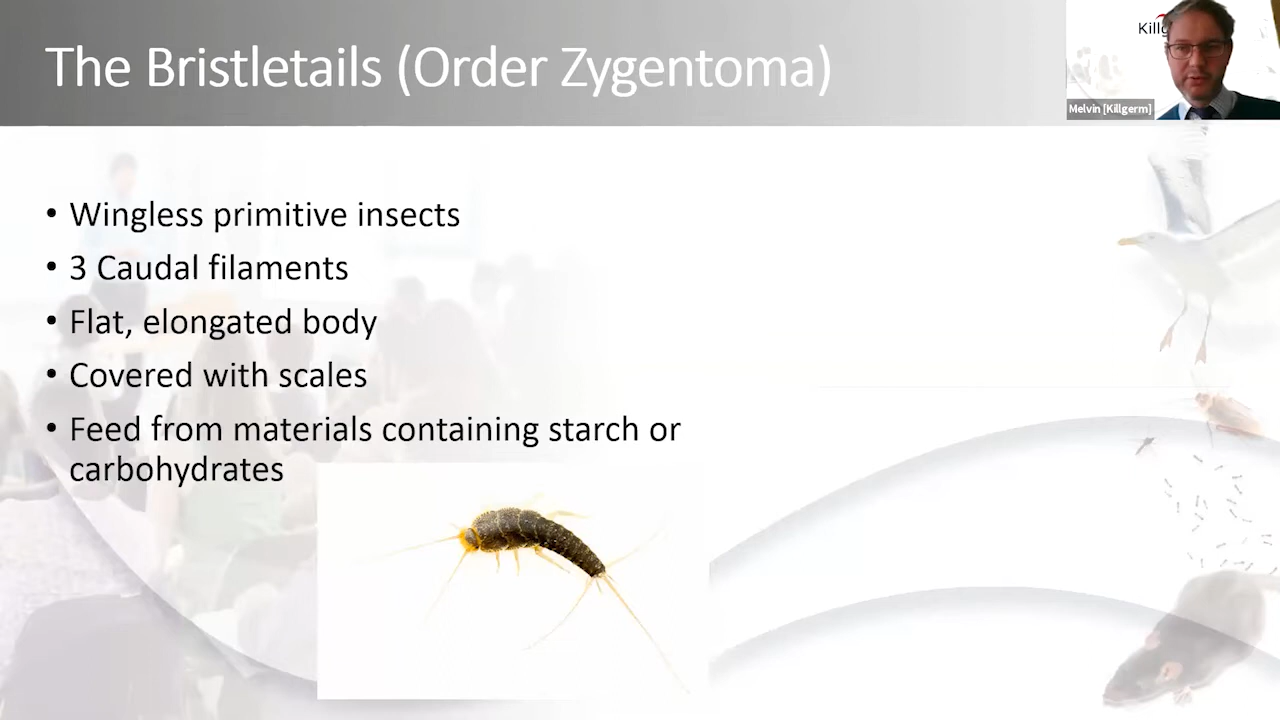 The Bristletails (Order Zygentoma)
Killg
Melvin [Killgerm]
• Wingless primitive insects
• 3 Caudal filaments
• Flat, elongated body
• Covered with scales
• Feed from materials containing starch or
carbohydrates